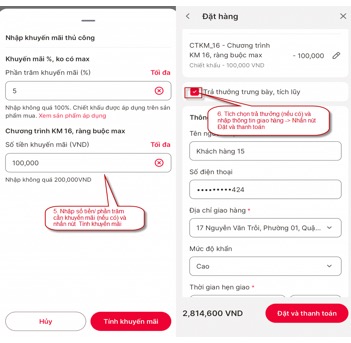 Nhập khuyến mãi thủ công
Khuyến mãi %, ko có max
Phần trăm khuyến mãi (%)
Tối đa
5
Nhập không quá 100%. Chiết khấu được áp dụng trên sản
phẩm mua. Xem sản phẩm áp dụng
Chương trình KM 16, ràng buộc max
Số tiền khuyến mãi (VND)
Tối đa
100,000
Nhập không quá 200,000VND
5. Nhập số tiền/ phần trăm
cần khuyến mãi (nếu có) và
nhấn nút Tính khuyến mãi
Hủy
Tính khuyến mãi
Đặt hàng
CTKM_16 - Chương trình
KM 16, ràng buộc max
- 100,000
Chiết khấu - 100,000 VND
Trả thưởng trưng bày, tích lũy
6. Tích chọn trả thưởng (nếu có) và
nhập thông tin giao hàng -> Nhấn nút
Đặt và thanh toán
Khách hàng 15
Số điện thoại
•••••••••424
Địa chỉ giao hàng *
17 Nguyên Văn Trỗi, Phường 01, Quậ...
Mức độ khẩn
Cao
Thời gian hẹn giao *
2,814,600 VND
Đặt và thanh toán